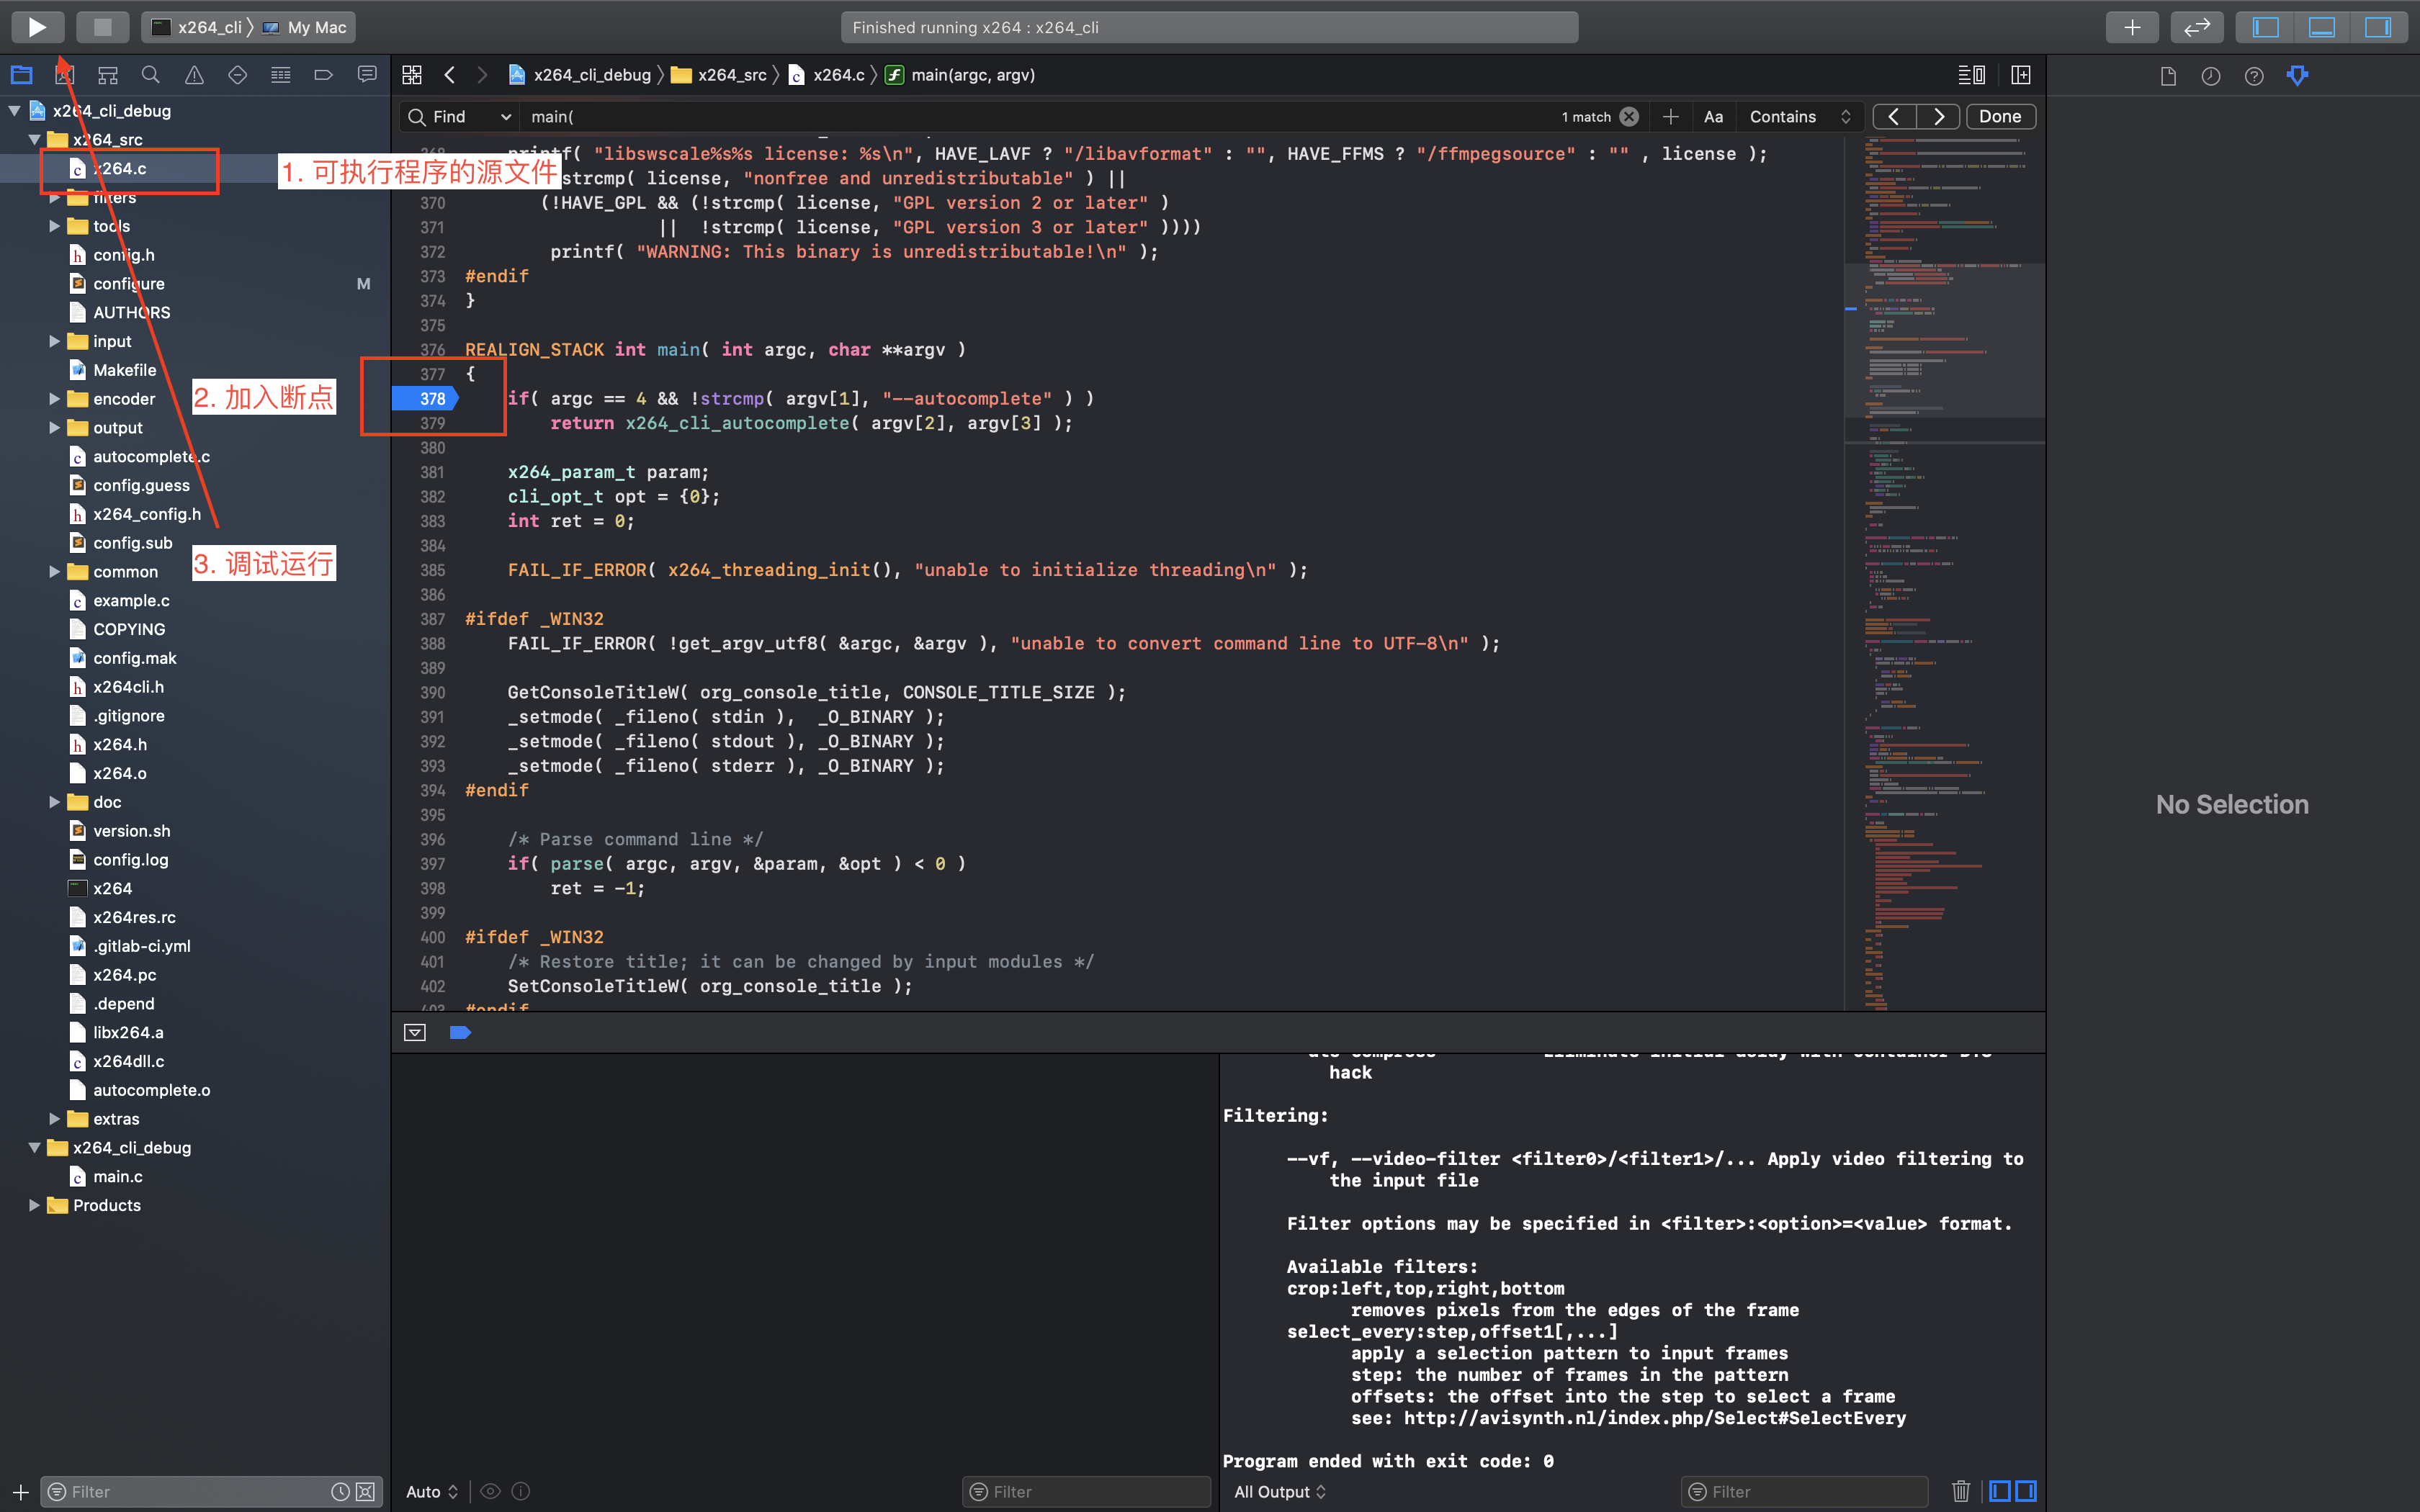 x264_cli 〉 My Mac
Finished running x264 : x264_cli
x264_cli_debug
x264_src
x264.c
filters
tools
config.h
configure M
AUTHORS
input
Makefile
encoder
output
autocomplete.c
config.guess
x264_config.h
config.sub
common
example.c
COPYING
config.mak
x264cli.h
.gitignore
x264.h
x264.o
doc
version.sh
config.log
x264
x264res.rc
.gitlab-ci.yml
x264.pc
.depend
libx264.a
x264dll.c
autocomplete.o
extras
x264_cli_debug
main.c
Products
Filter
1. 可执行程序的源文件
2. 加入断点
3. 调试运行
x264_cli_debug 〉 x264_src 〉 c x264.c 〉 f main(argc, argv)
Find main( 1 match Aa Contains Done
368 printf( "libswscale%s%s license: %s\n", HAVE_LAVF ? "/libavformat" : "", HAVE_FFMS ? "/ffmpegsource" : "" , license );
strcmp( license, "nonfree and unredistributable" ) ||
370 (!HAVE_GPL && (!strcmp( license, "GPL version 2 or later" )
371 || !strcmp( license, "GPL version 3 or later" ))))
372 printf( "WARNING: This binary is unredistributable!\n" );
373 #endif
374 }
375
376 REALIGN_STACK int main( int argc, char **argv )
377 {
378 if( argc == 4 && !strcmp( argv[1], "--autocomplete" ) )
379 return x264_cli_autocomplete( argv[2], argv[3] );
380
381 x264_param_t param;
382 cli_opt_t opt = {0};
383 int ret = 0;
384
385 FAIL_IF_ERROR( x264_threading_init(), "unable to initialize threading\n" );
386
387 #ifdef _WIN32
388 FAIL_IF_ERROR( !get_argv_utf8( &argc, &argv ), "unable to convert command line to UTF-8\n" );
389
390 GetConsoleTitleW( org_console_title, CONSOLE_TITLE_SIZE );
391 _setmode( _fileno( stdin ), _O_BINARY );
392 _setmode( _fileno( stdout ), _O_BINARY );
393 _setmode( _fileno( stderr ), _O_BINARY );
394 #endif
395
396 /* Parse command line */
397 if( parse( argc, argv, &param, &opt ) < 0 )
398 ret = -1;
399
400 #ifdef _WIN32
401 /* Restore title; it can be changed by input modules */
402 SetConsoleTitleW( org_console_title );
403 #endif
No Selection
hack
Filtering:
--vf, --video-filter <filter0>/<filter1>/... Apply video filtering to
the input file
Filter options may be specified in <filter>:<option>=<value> format.
Available filters:
crop:left,top,right,bottom
removes pixels from the edges of the frame
select_every:step,offset1[,...]
apply a selection pattern to input frames
step: the number of frames in the pattern
offsets: the offset into the step to select a frame
see: http://avisynth.nl/index.php/Select#SelectEvery
Program ended with exit code: 0
Auto Filter
All Output Filter